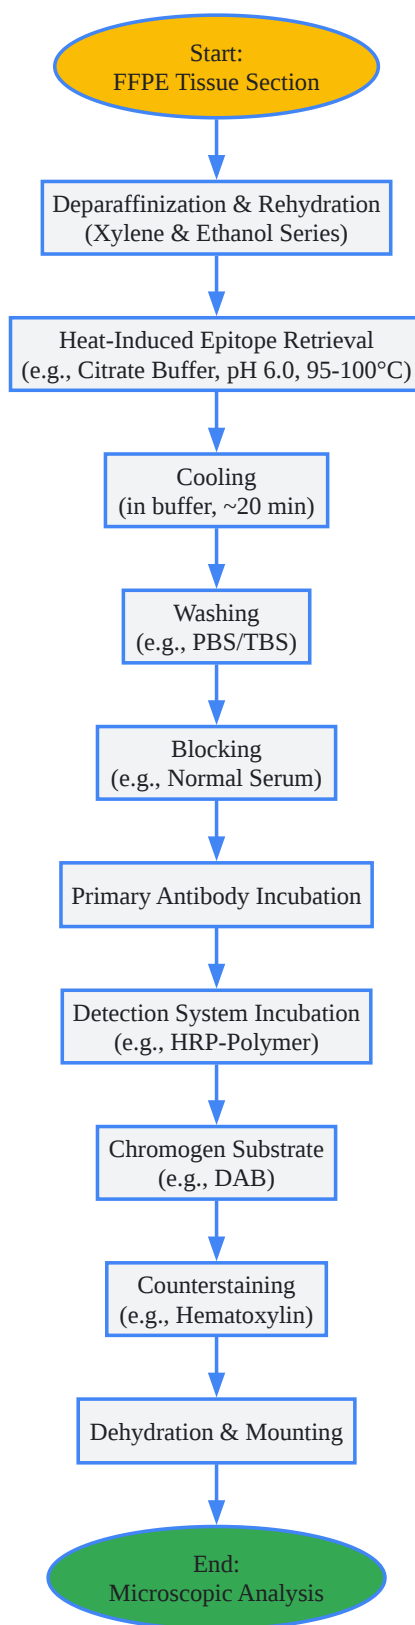 Start:
FFPE Tissue Section
Deparaffinization & Rehydration
(Xylene & Ethanol Series)
Heat-Induced Epitope Retrieval
(e.g., Citrate Buffer, pH 6.0, 95-100°C)
Cooling
(in buffer, ~20 min)
Washing
(e.g., PBS/TBS)
Blocking
(e.g., Normal Serum)
Primary Antibody Incubation
Detection System Incubation
(e.g., HRP-Polymer)
Chromogen Substrate
(e.g., DAB)
Counterstaining
(e.g., Hematoxylin)
Dehydration & Mounting
End:
Microscopic Analysis